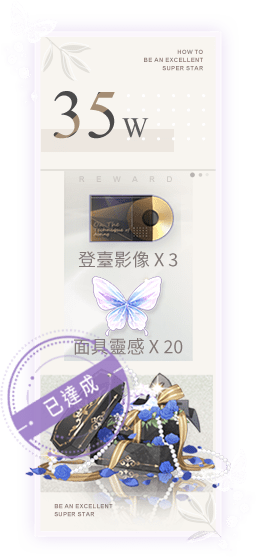 HOW TO
BE AN EXCELLENT
SUPER STAR
35W
REWARD
登臺影像 X 3
面具靈感 X 20
已達成
BE AN EXCELLENT
SUPER STAR